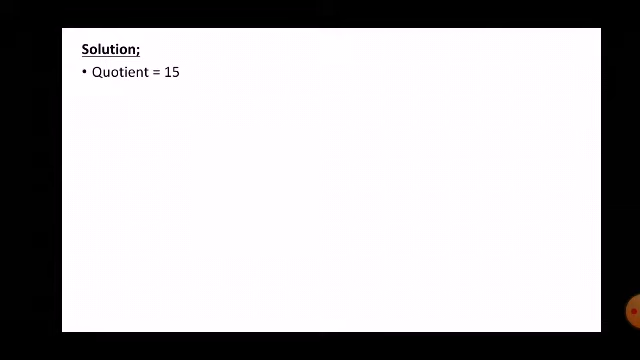 Solution;
• Quotient = 15